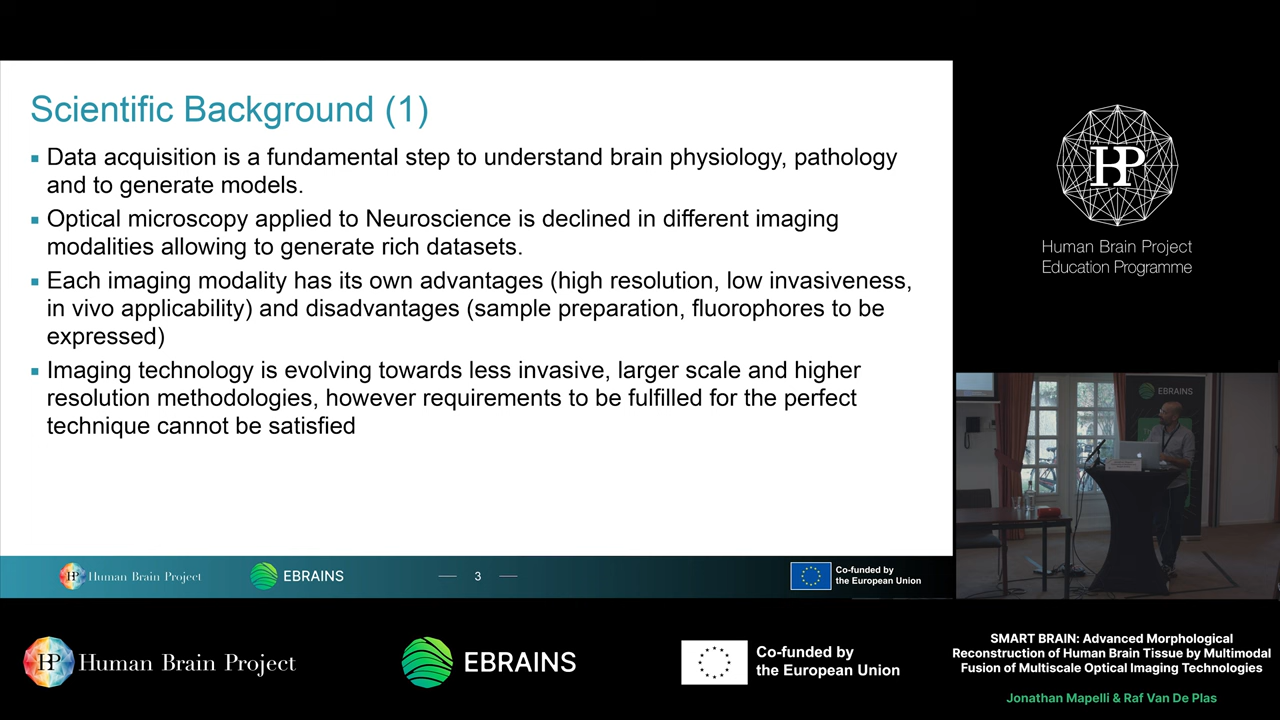 Scientific Background (1)
Data acquisition is a fundamental step to understand brain physiology, pathology
and to generate models.
Optical microscopy applied to Neuroscience is declined in different imaging
modalities allowing to generate rich datasets.
Each imaging modality has its own advantages (high resolution, low invasiveness,
in vivo applicability) and disadvantages (sample preparation, fluorophores to be
expressed)
Imaging technology is evolving towards less invasive, larger scale and higher
resolution methodologies, however requirements to be fulfilled for the perfect
technique cannot be satisfied
HP Human Brain Project
EBRAINS
3
Co-funded by
the European Union
HP
Human Brain Project
Education Programme
EBRAINS
HP Human Brain Project
EBRAINS
Co-funded by
the European Union
SMART BRAIN: Advanced Morphological
Reconstruction of Human Brain Tissue by Multimodal
Fusion of Multiscale Optical Imaging Technologies
Jonathan Mapelli & Raf Van De Plas